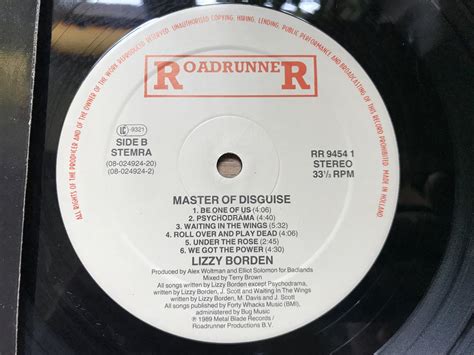 ALL RIGHTS OF THE PRODUCER AND OF THE OWNER OF THE WORK REPRODUCED RESERVED. UNAUTHORISED COPYING, HIRING, LENDING, PUBLIC PERFORMANCE AND BROADCASTING OF THIS RECORD PROHIBITED. MADE IN HOLLAND
ROADRUNNER
9321
SIDE B
STEMRA
(08-024924-20)
(08-024924-2)
RR 9454 1
STEREO
33⅓ RPM
MASTER OF DISGUISE
1. BE ONE OF US (4:06)
2. PSYCHODRAMA (4:40)
3. WAITING IN THE WINGS (5:32)
4. ROLL OVER AND PLAY DEAD (4:06)
5. UNDER THE ROSE (2:45)
6. WE GOT THE POWER (4:30)
LIZZY BORDEN
Produced by Alex Woltman and Elliot Solomon for Badlands
Mixed by Terry Brown
All songs written by Lizzy Borden except Psychodrama,
written by Lizzy Borden, J. Scott and Waiting In The Wings
written by Lizzy Borden, M. Davis and J. Scott
All songs published by Forty Whacks Music (BMI),
administered by Bug Music
℗ 1989 Metal Blade Records /
Roadrunner Productions B.V.